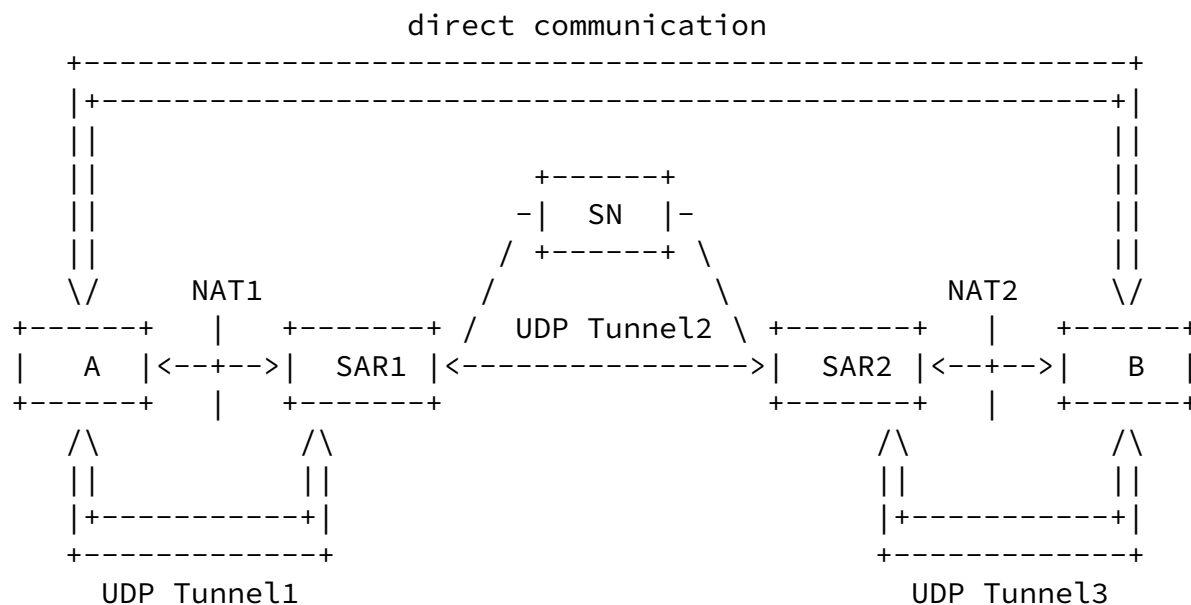 direct communication
SN
NAT1 NAT2
UDP Tunnel2
A SAR1 SAR2 B
UDP Tunnel1 UDP Tunnel3